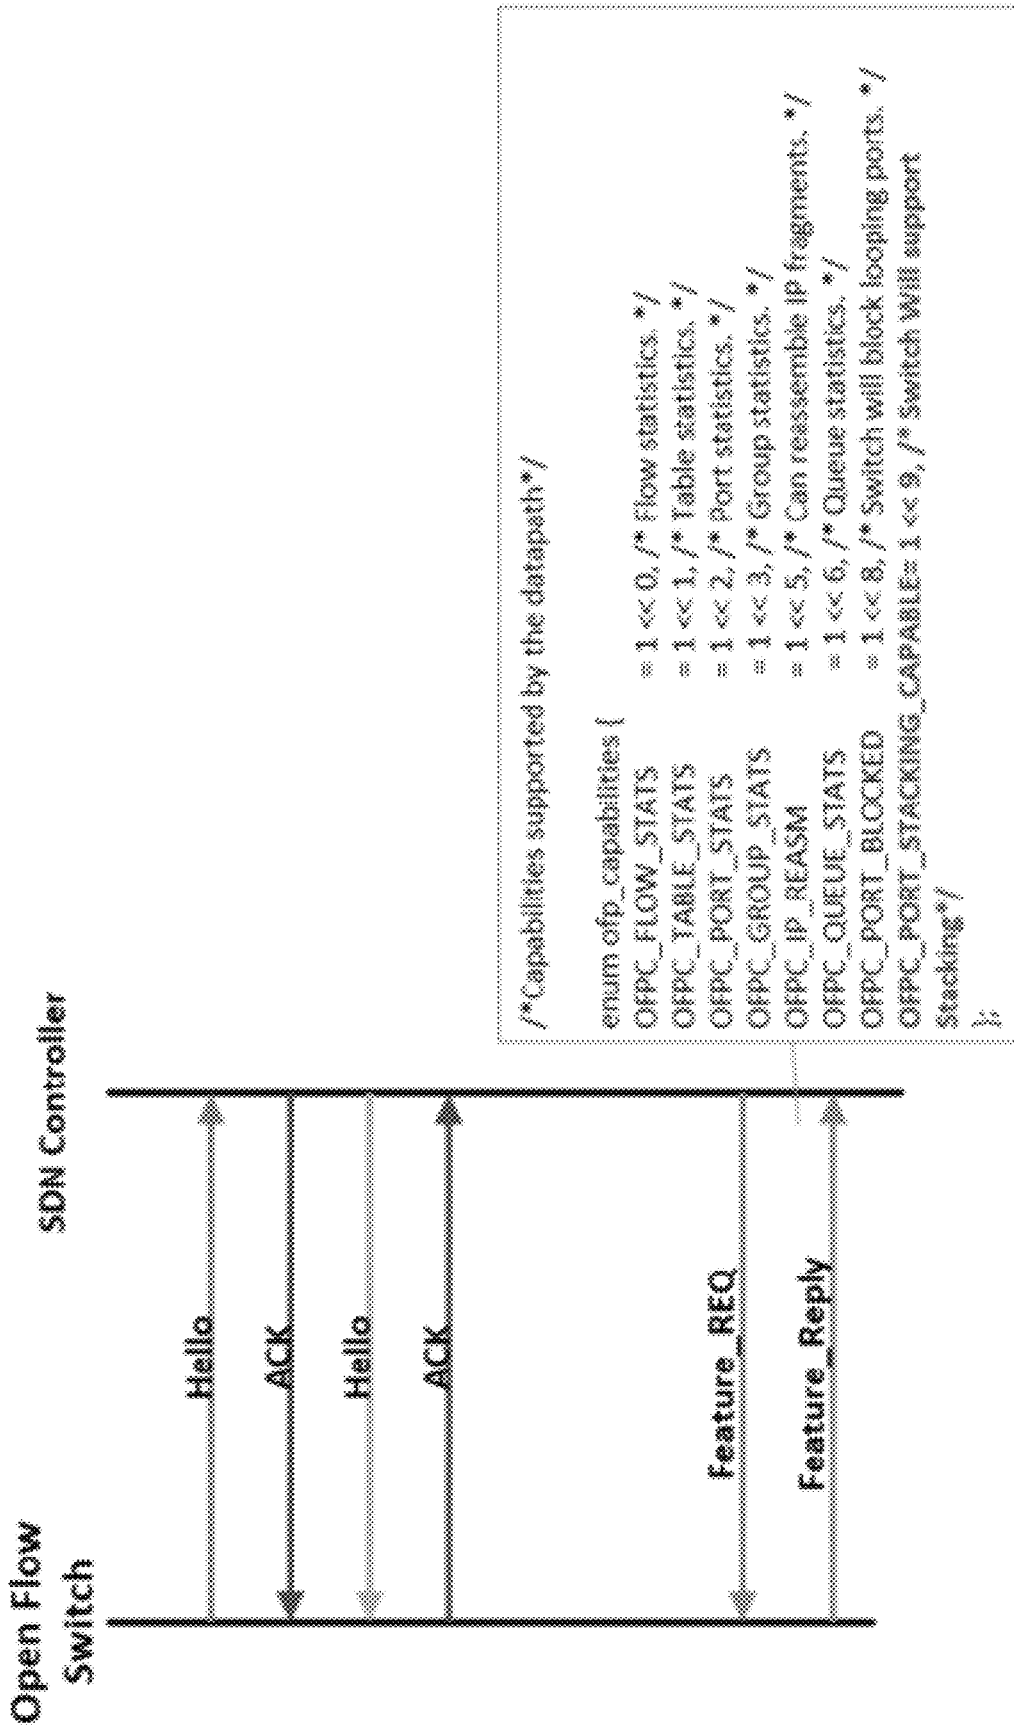 Open Flow
Switch
SDN Controller
Hello
ACK
Hello
ACK
Feature_REQ
Feature_Reply
/*Capabilities supported by the datapath*/
enum ofp_capabilities {
OFPC_FLOW_STATS = 1 << 0, /* Flow statistics. */
OFPC_TABLE_STATS = 1 << 1, /* Table statistics. */
OFPC_PORT_STATS = 1 << 2, /* Port statistics. */
OFPC_GROUP_STATS = 1 << 3, /* Group statistics. */
OFPC_IP_REASM = 1 << 5, /* Can reassemble IP fragments. */
OFPC_QUEUE_STATS = 1 << 6, /* Queue statistics. */
OFPC_PORT_BLOCKED = 1 << 8, /* Switch will block looping ports. */
OFPC_PORT_STACKING_CAPABLE= 1 << 9, /* Switch Will support
Stacking*/
};